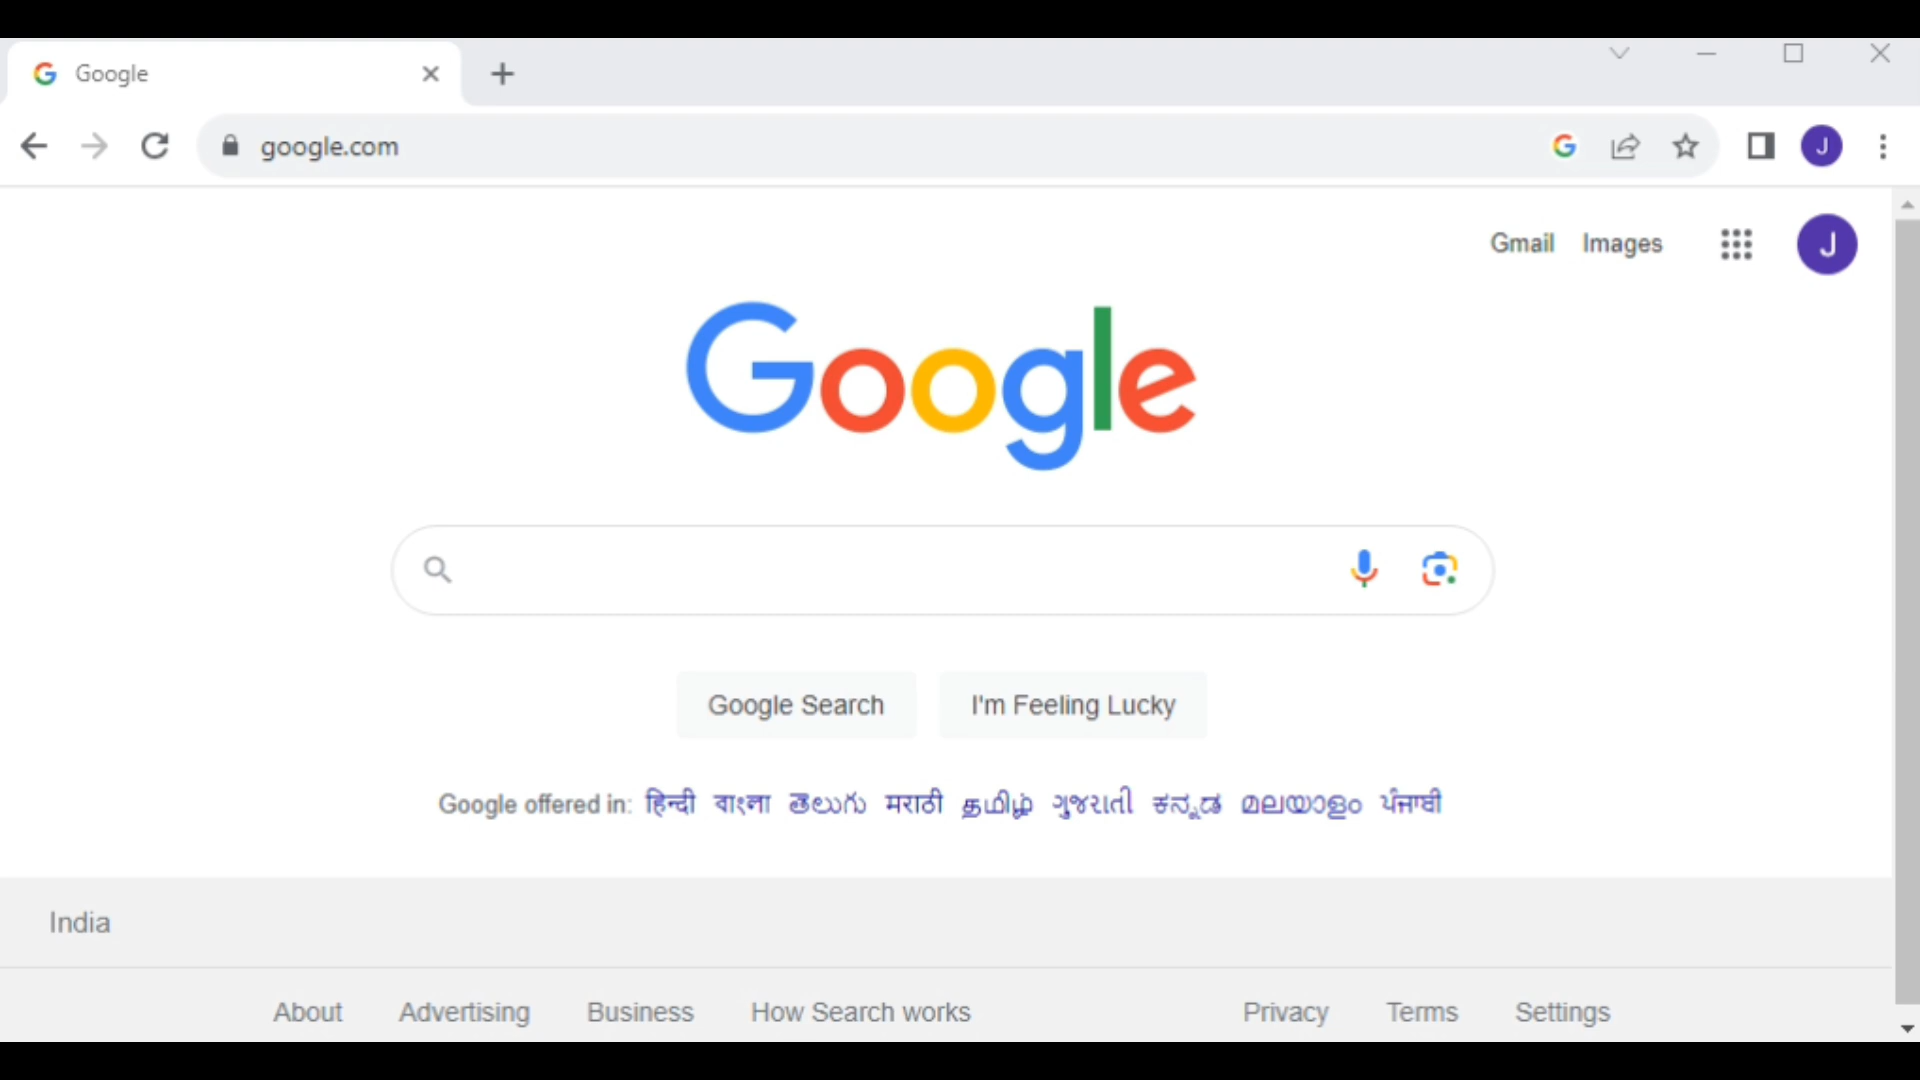 Google
google.com
J
Gmail Images
J
Google
Google Search I'm Feeling Lucky
Google offered in: हिन्दी বাংলা తెలుగు मराठी தமிழ் ગુજરાતી ಕನ್ನಡ മലയാളം ਪੰਜਾਬੀ
India
About Advertising Business How Search works Privacy Terms Settings